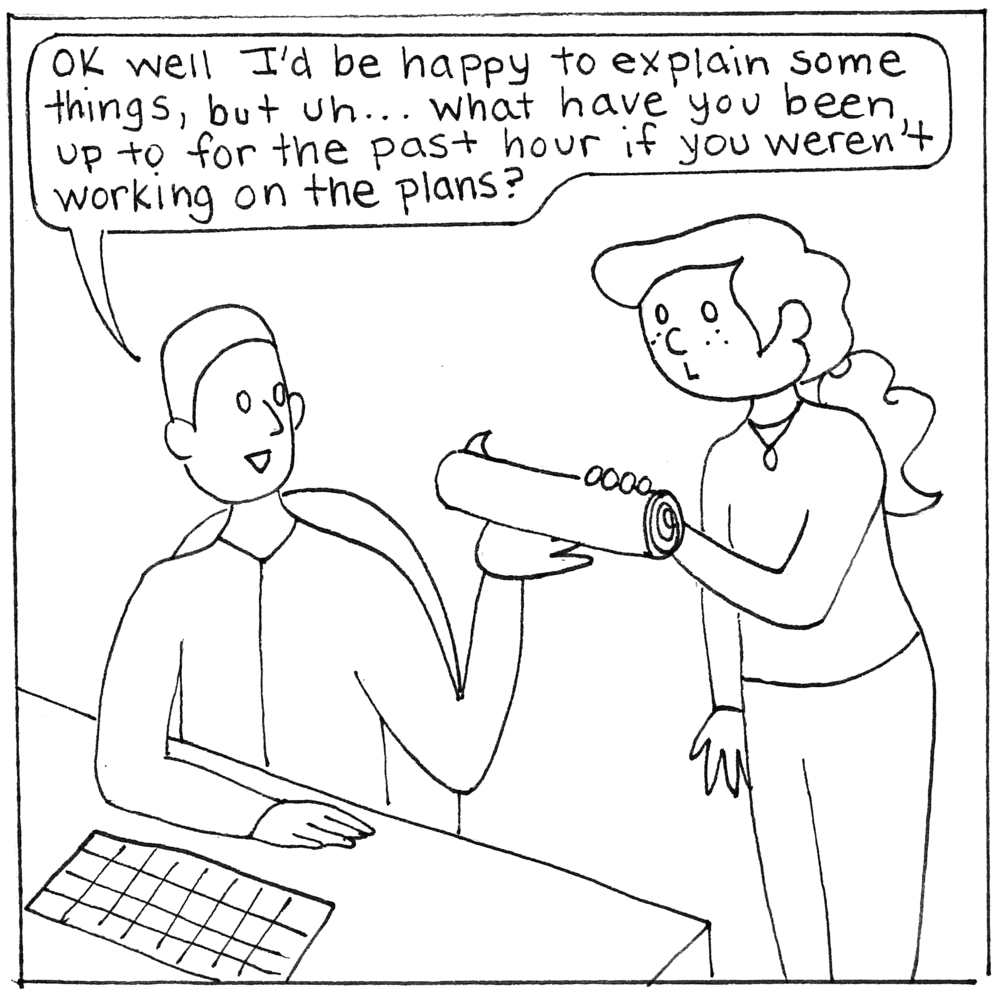 OK well I'd be happy to explain some
things, but uh... what have you been
up to for the past hour if you weren't
working on the plans?